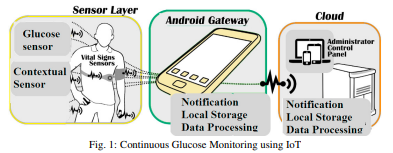 Sensor Layer
Glucose
sensor
Vital Signs
Sensors
Contextual
Sensor
Android Gateway
Notification
Local Storage
Data Processing
Cloud
Administrator
Control
Panel
Notification
Local Storage
Data Processing
Fig. 1: Continuous Glucose Monitoring using IoT